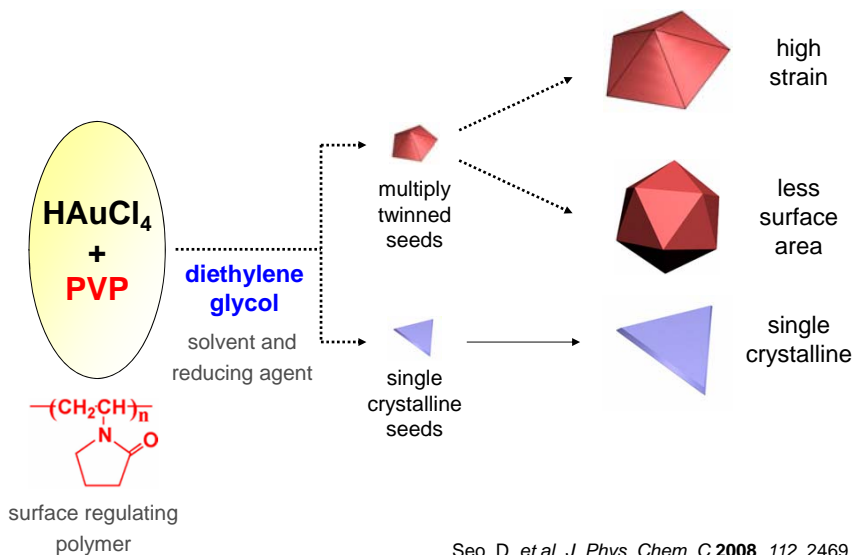 HAuCl₄
+
PVP
diethylene
glycol
solvent and
reducing agent
—(CH₂CH)ₙ—
N
O
surface regulating
polymer
multiply
twinned
seeds
single
crystalline
seeds
high
strain
less
surface
area
single
crystalline
Seo, D. et al. J. Phys. Chem. C 2008, 112, 2469